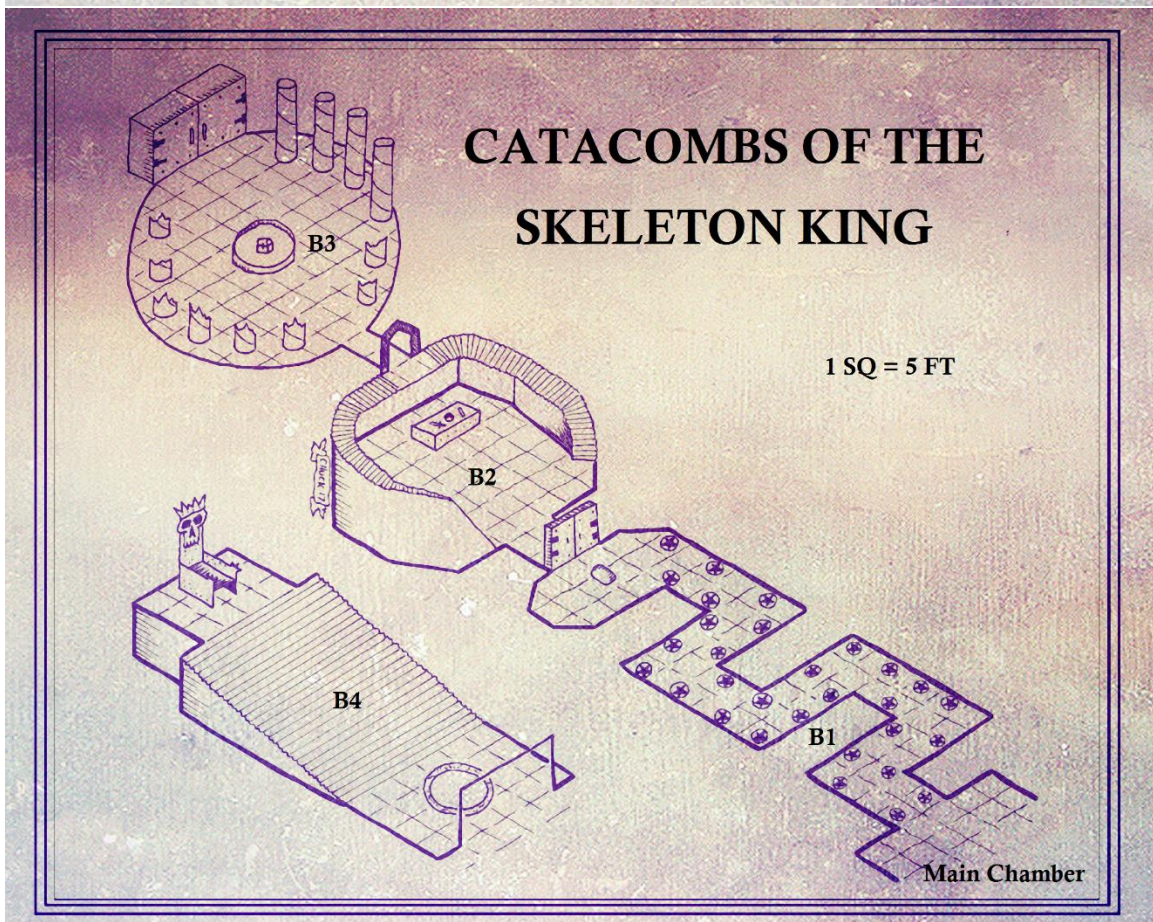 CATACOMBS OF THE
SKELETON KING
1 SQ = 5 FT
B3
B2
B4
B1
Main Chamber